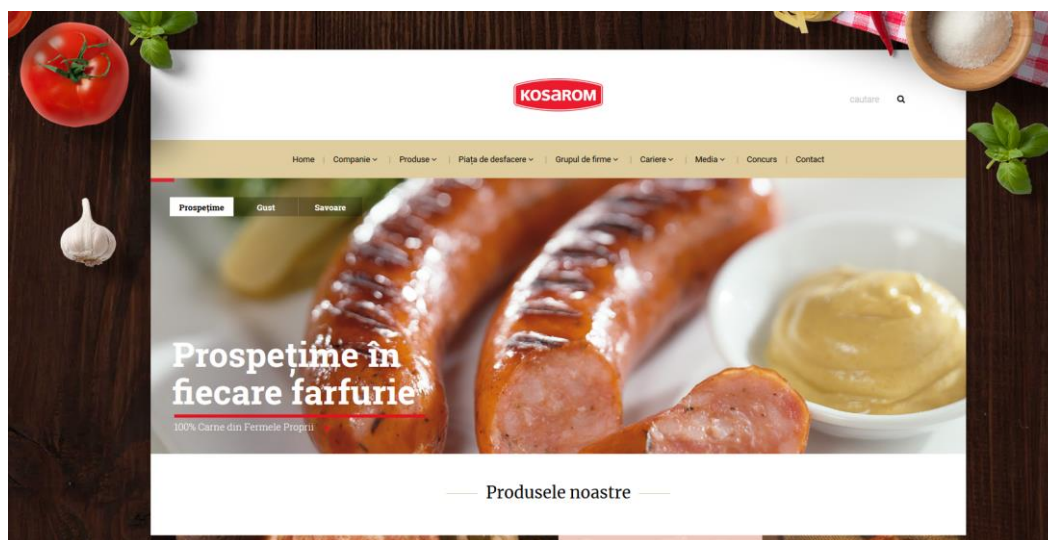 KOSAROM
cautare
Home Companie Produse Piața de desfacere Grupul de firme Cariere Media Concurs Contact
Prospețime Gust Savoare
Prospețime în
fiecare farfurie
100% Carne din Fermele Proprii
Produsele noastre